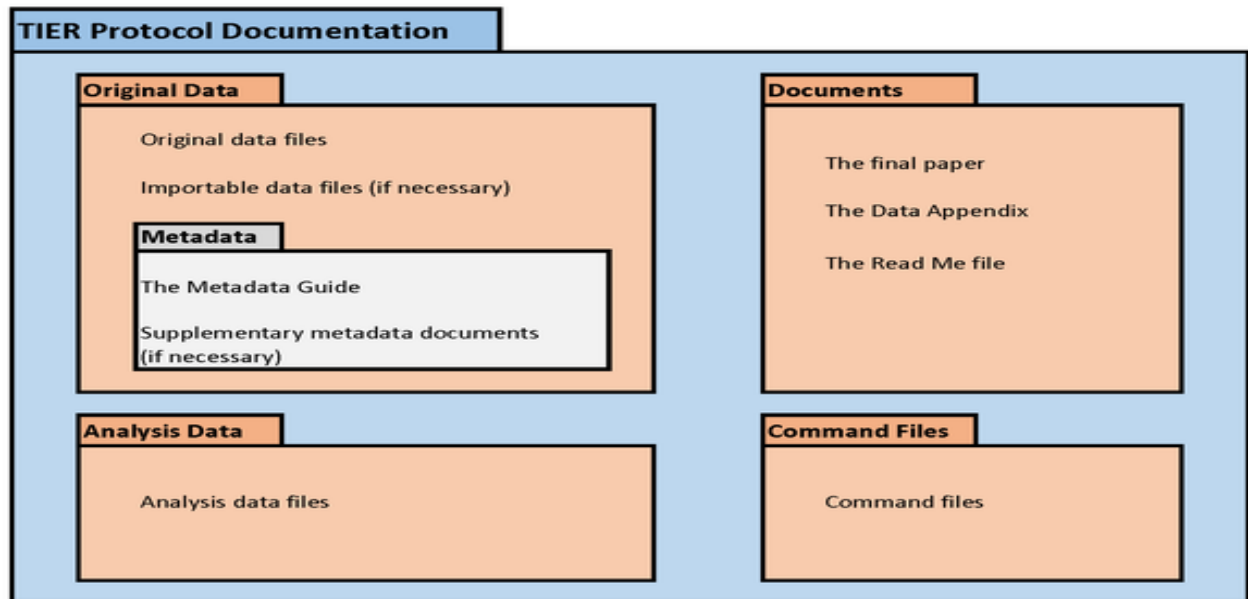 TIER Protocol Documentation
Original Data
Original data files
Importable data files (if necessary)
Metadata
The Metadata Guide
Supplementary metadata documents
(if necessary)
Documents
The final paper
The Data Appendix
The Read Me file
Analysis Data
Analysis data files
Command Files
Command files